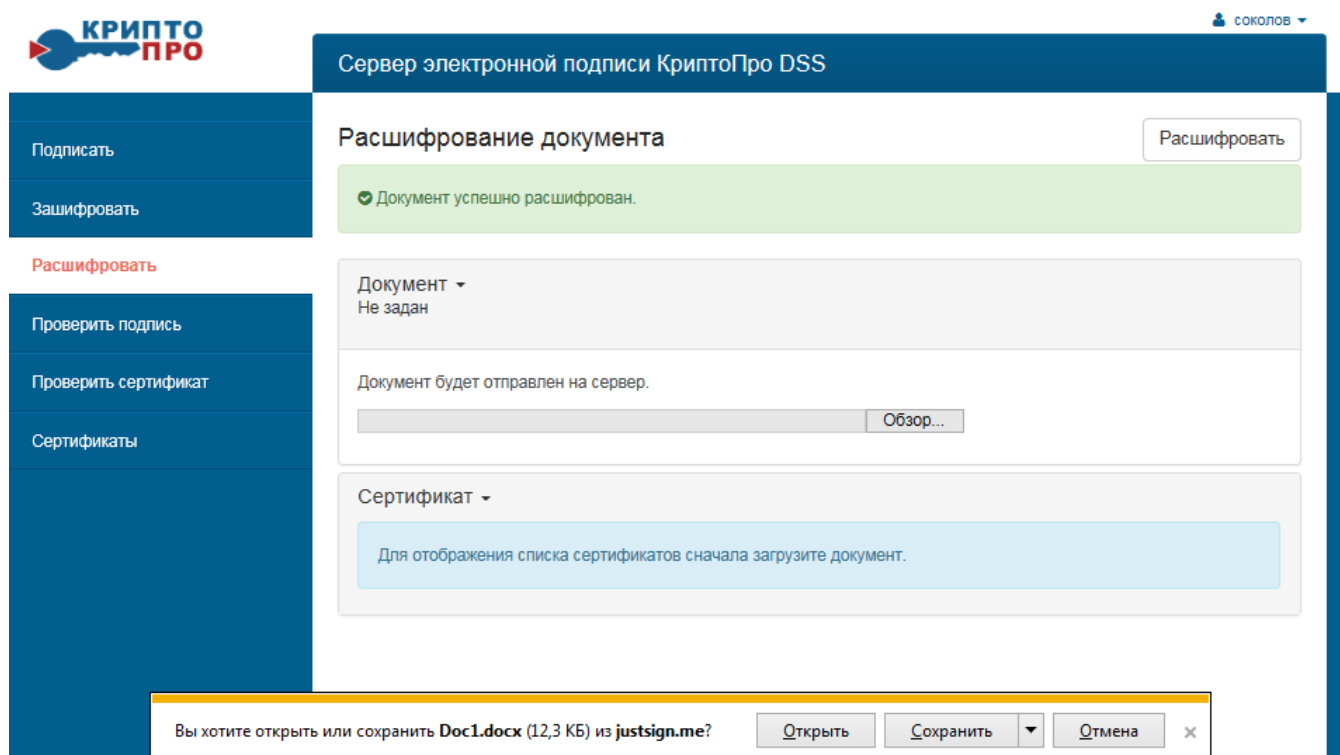 КРИПТО
ПРО
соколов
Сервер электронной подписи КриптоПро DSS
Подписать
Зашифровать
Расшифровать
Проверить подпись
Проверить сертификат
Сертификаты
Расшифрование документа
Расшифровать
Документ успешно расшифрован.
Документ
Не задан
Документ будет отправлен на сервер.
Обзор...
Сертификат
Для отображения списка сертификатов сначала загрузите документ.
Вы хотите открыть или сохранить Doc1.docx (12,3 КБ) из justsign.me?
Открыть
Сохранить
Отмена